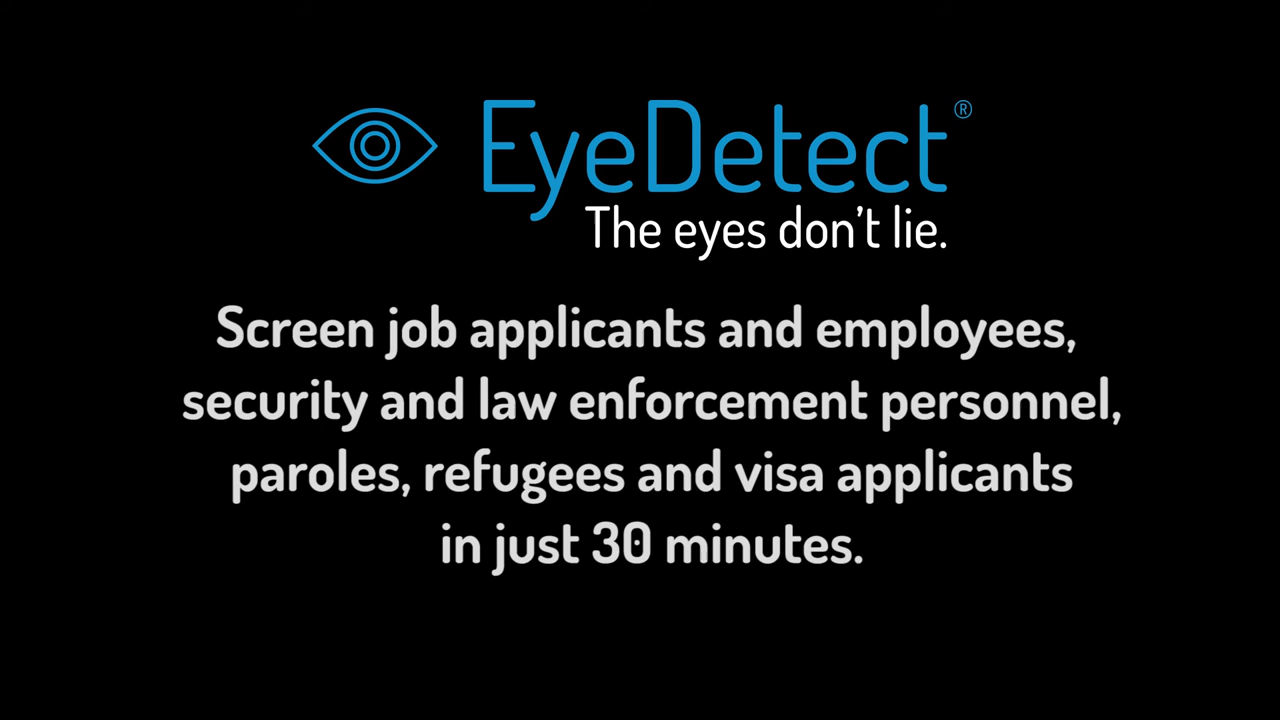 EyeDetect®
The eyes don't lie.
Screen job applicants and employees,
security and law enforcement personnel,
paroles, refugees and visa applicants
in just 30 minutes.